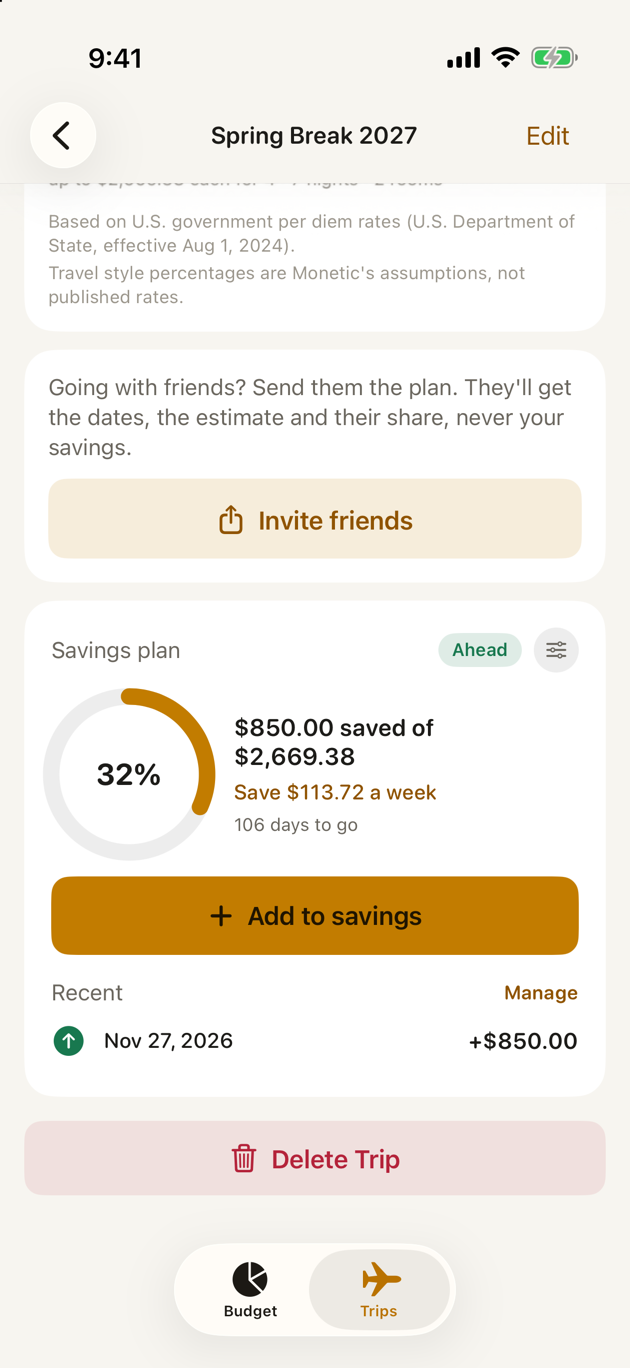 9:41
Spring Break 2027
Edit
Based on U.S. government per diem rates (U.S. Department of
State, effective Aug 1, 2024).
Travel style percentages are Monetic's assumptions, not
published rates.
Going with friends? Send them the plan. They'll get
the dates, the estimate and their share, never your
savings.
Invite friends
Savings plan
Ahead
32%
$850.00 saved of
$2,669.38
Save $113.72 a week
106 days to go
Add to savings
Recent
Manage
Nov 27, 2026
+$850.00
Delete Trip
Budget
Trips